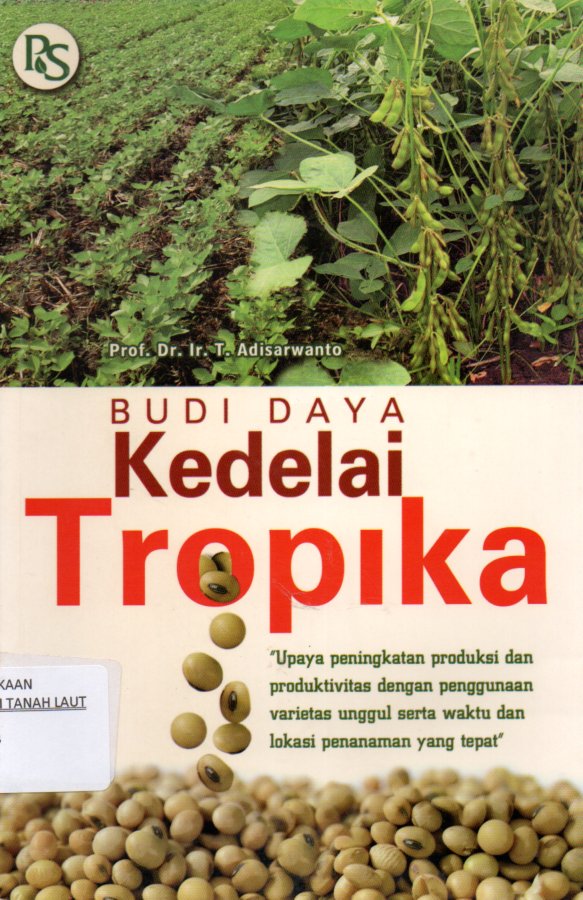 PS
Prof. Dr. Ir. T. Adisarwanto
BUDI DAYA
Kedelai
Tropika
"Upaya peningkatan produksi dan
produktivitas dengan penggunaan
varietas unggul serta waktu dan
lokasi penanaman yang tepat"
TANAH LAUT